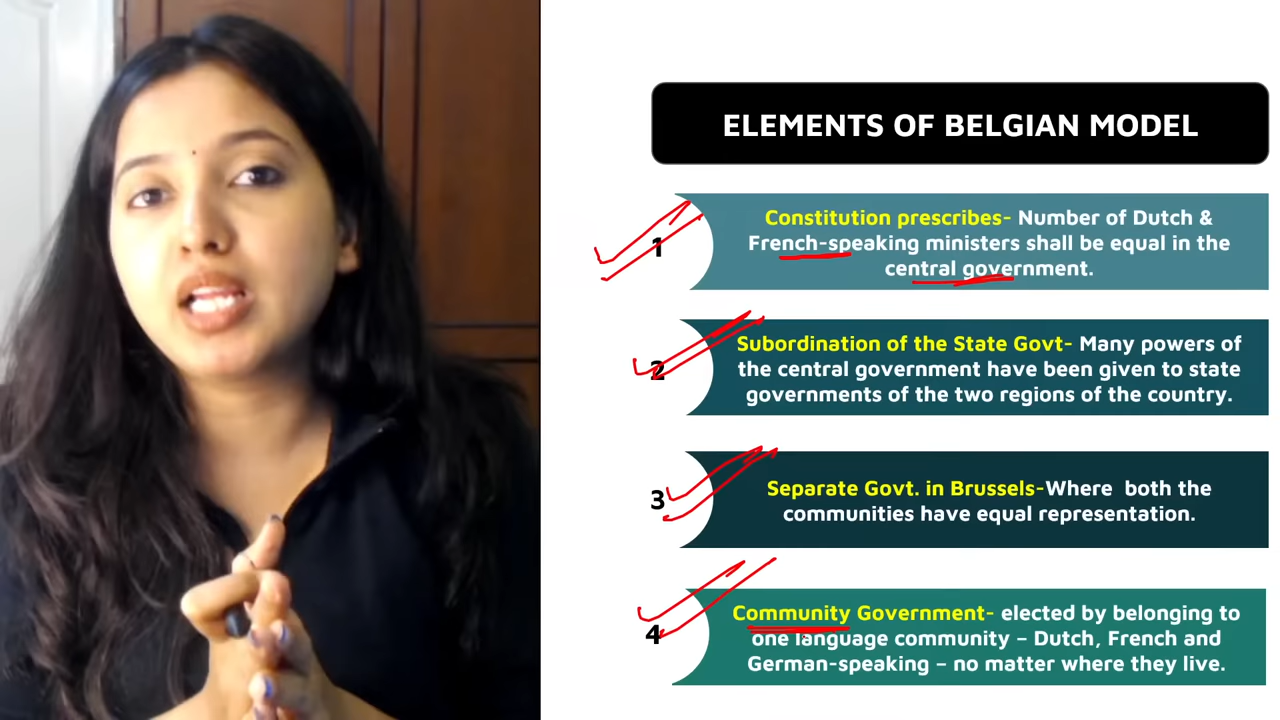 ELEMENTS OF BELGIAN MODEL
1
Constitution prescribes- Number of Dutch &
French-speaking ministers shall be equal in the
central government.
2
Subordination of the State Govt- Many powers of
the central government have been given to state
governments of the two regions of the country.
3
Separate Govt. in Brussels-Where both the
communities have equal representation.
4
Community Government- elected by belonging to
one language community – Dutch, French and
German-speaking – no matter where they live.